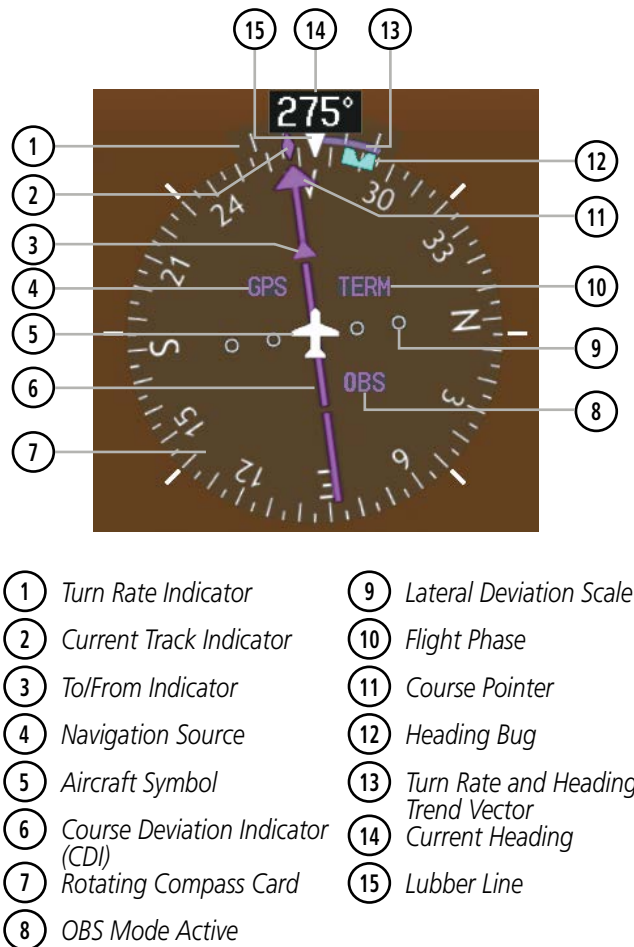 15 14 13
275°
1
12
2
24 30
11
3
33
21
4 GPS TERM 10
5 S N 9
6 OBS 8
3
15
7
12 E 6
1 Turn Rate Indicator
2 Current Track Indicator
3 To/From Indicator
4 Navigation Source
5 Aircraft Symbol
6 Course Deviation Indicator
(CDI)
7 Rotating Compass Card
8 OBS Mode Active
9 Lateral Deviation Scale
10 Flight Phase
11 Course Pointer
12 Heading Bug
13 Turn Rate and Heading
Trend Vector
14 Current Heading
15 Lubber Line